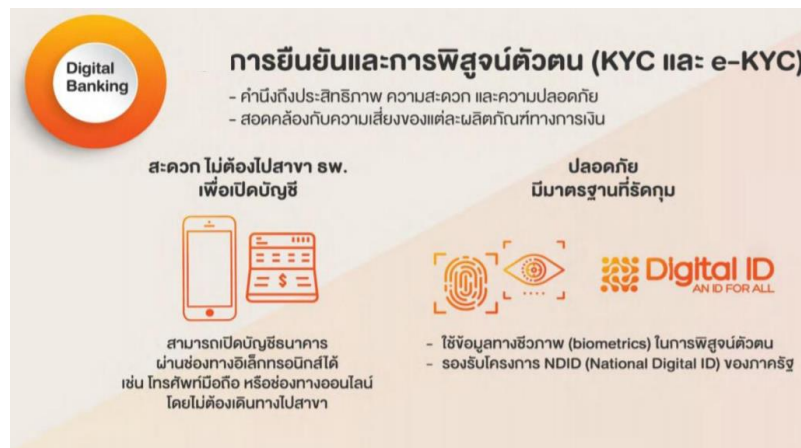 Digital
Banking
การยืนยันและการพิสูจน์ตัวตน (KYC และ e-KYC)
- คำนึงถึงประสิทธิภาพ ความสะดวก และความปลอดภัย
- สอดคล้องกับความเสี่ยงของแต่ละผลิตภัณฑ์ทางการเงิน
สะดวก ไม่ต้องไปสาขา ธพ.
เพื่อเปิดบัญชี
$
สามารถเปิดบัญชีธนาคาร
ผ่านช่องทางอิเล็กทรอนิกส์ได้
เช่น โทรศัพท์มือถือ หรือช่องทางออนไลน์
โดยไม่ต้องเดินทางไปสาขา
ปลอดภัย
มีมาตรฐานที่รัดกุม
Digital ID
AN ID FOR ALL
- ใช้ข้อมูลทางชีวภาพ (biometrics) ในการพิสูจน์ตัวตน
- รองรับโครงการ NDID (National Digital ID) ของภาครัฐ